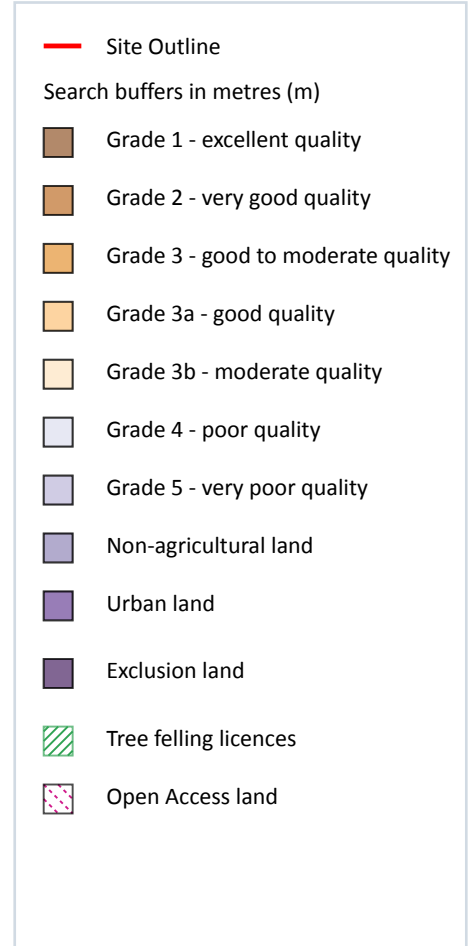 Site Outline
Search buffers in metres (m)
Grade 1 - excellent quality
Grade 2 - very good quality
Grade 3 - good to moderate quality
Grade 3a - good quality
Grade 3b - moderate quality
Grade 4 - poor quality
Grade 5 - very poor quality
Non-agricultural land
Urban land
Exclusion land
Tree felling licences
Open Access land